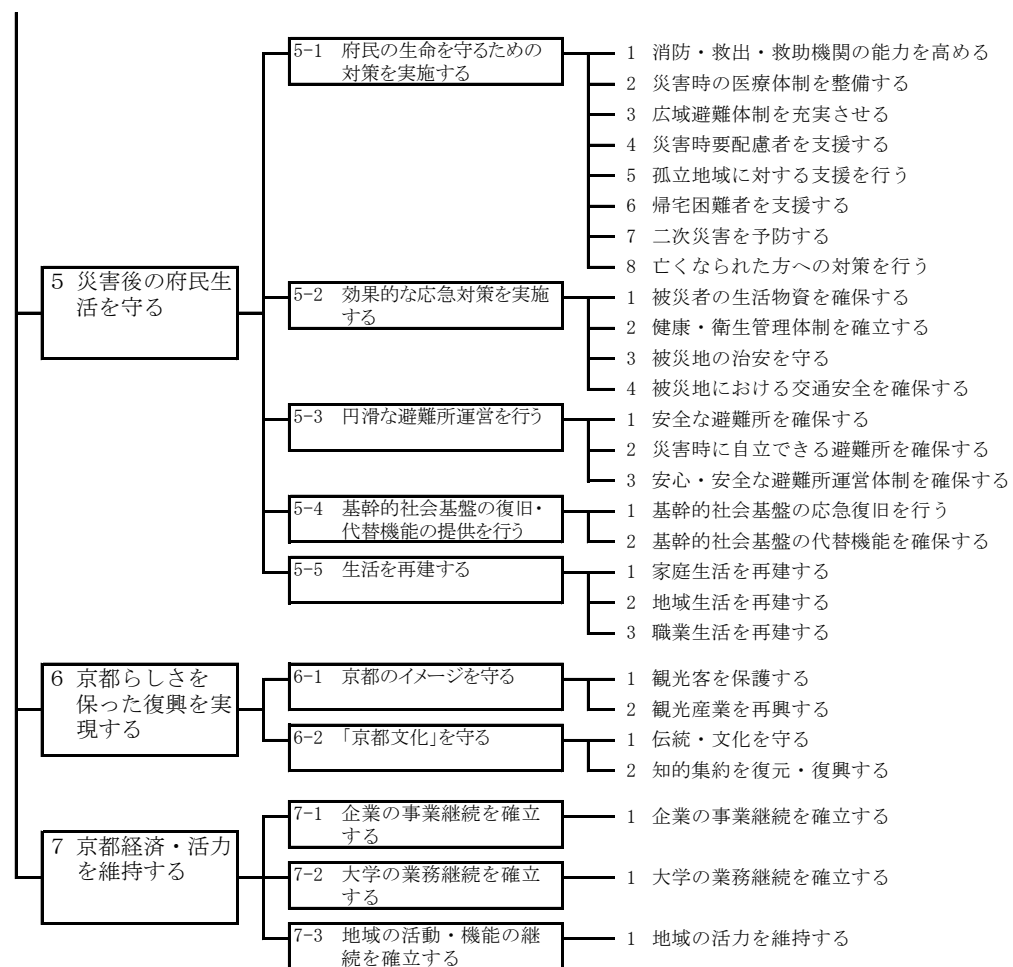 5-1 府民の生命を守るための
対策を実施する
1 消防・救出・救助機関の能力を高める
2 災害時の医療体制を整備する
3 広域避難体制を充実させる
4 災害時要配慮者を支援する
5 孤立地域に対する支援を行う
6 帰宅困難者を支援する
7 二次災害を予防する
8 亡くなられた方への対策を行う
5 災害後の府民生
活を守る
5-2 効果的な応急対策を実施
する
1 被災者の生活物資を確保する
2 健康・衛生管理体制を確立する
3 被災地の治安を守る
4 被災地における交通安全を確保する
5-3 円滑な避難所運営を行う
1 安全な避難所を確保する
2 災害時に自立できる避難所を確保する
3 安心・安全な避難所運営体制を確保する
5-4 基幹的社会基盤の復旧・
代替機能の提供を行う
1 基幹的社会基盤の応急復旧を行う
2 基幹的社会基盤の代替機能を確保する
5-5 生活を再建する
1 家庭生活を再建する
2 地域生活を再建する
3 職業生活を再建する
6 京都らしさを
保った復興を実
現する
6-1 京都のイメージを守る
1 観光客を保護する
2 観光産業を再興する
6-2 「京都文化」を守る
1 伝統・文化を守る
2 知的集約を復元・復興する
7 京都経済・活力
を維持する
7-1 企業の事業継続を確立
する
1 企業の事業継続を確立する
7-2 大学の業務継続を確立
する
1 大学の業務継続を確立する
7-3 地域の活動・機能の継
続を確立する
1 地域の活力を維持する